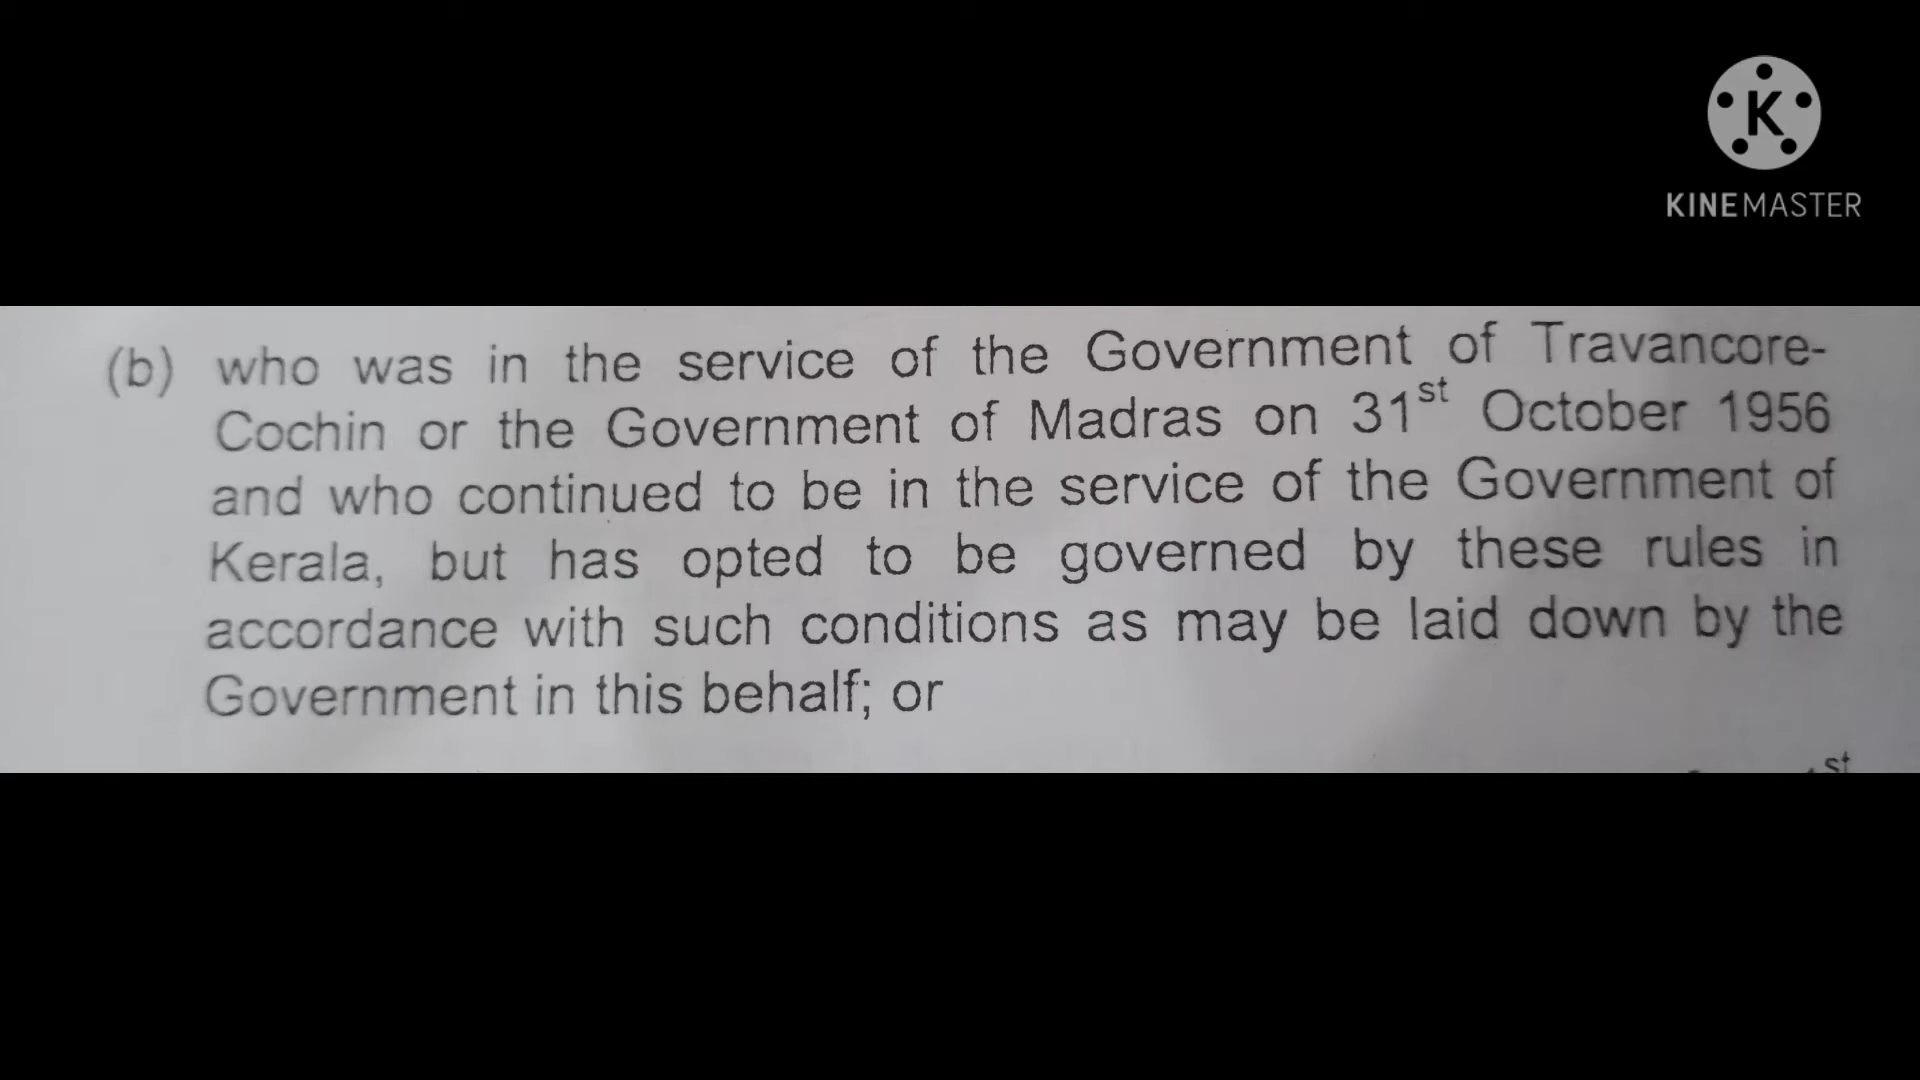 K
KINEMASTER
(b) who was in the service of the Government of Travancore-
Cochin or the Government of Madras on 31st October 1956
and who continued to be in the service of the Government of
Kerala, but has opted to be governed by these rules in
accordance with such conditions as may be laid down by the
Government in this behalf; or
st